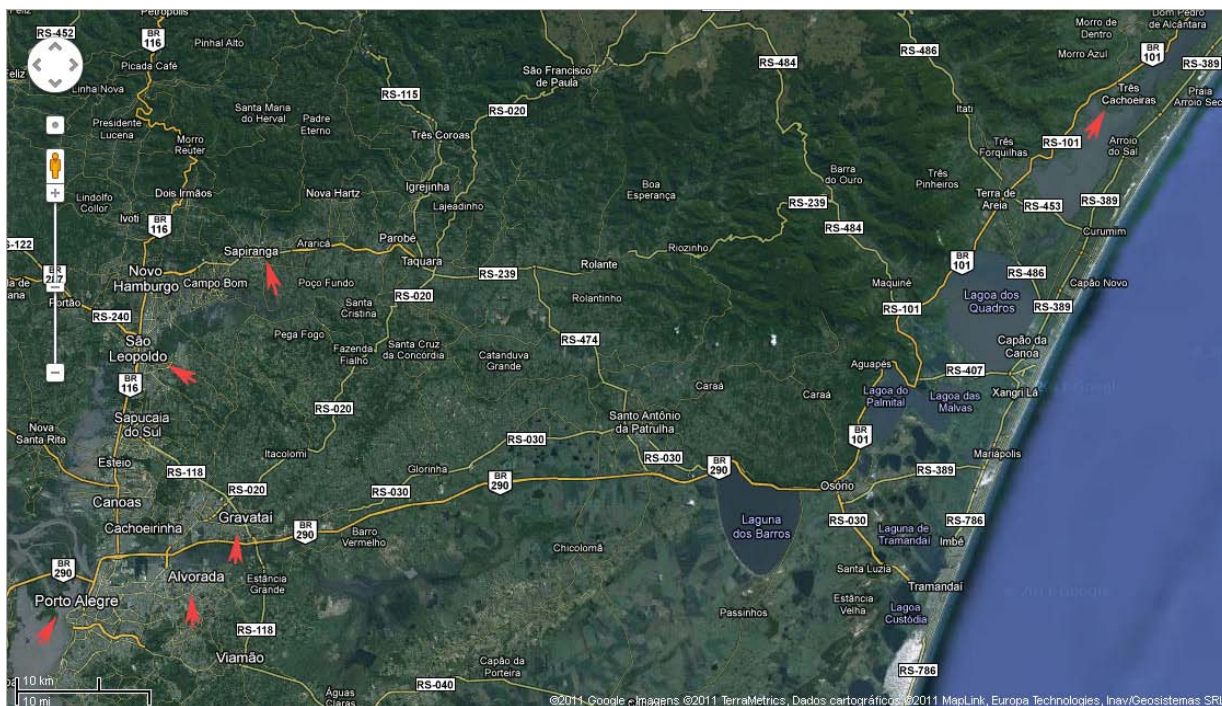 RS-452
Petrópolis
BR
116
Pinhal Alto
Picada Café
Linha Nova
Feliz
São Francisco
de Paula
RS-484
RS-486
Morro de
Dentro
Dom Pedro
de Alcântara
Morro Azul
BR
101
RS-389
Praia
Arroio Sec
Três
Cachoeiras
RS-115
RS-020
Santa Maria
do Herval
Padre
Eterno
Presidente
Lucena
Morro
Reuter
Três Coroas
Itati
Três
Forquilhas
RS-101
Arroio
do Sal
Lindolfo
Collor
Dois Irmãos
Nova Hartz
Igrejinha
Lajeadinho
Boa
Esperança
Barra
do Ouro
Três
Pinheiros
Terra de
Areia
RS-453
RS-389
Curumim
RS-239
RS-484
Ivoti
BR
116
S-122
Sapiranga
Araricá
Parobé
Taquara
RS-239
Rolante
Riozinho
BR
101
RS-486
Capão Novo
Novo
Hamburgo
Campo Bom
Poço Fundo
Portão
RS-020
Santa
Cristina
Rolantinho
Maquiné
RS-101
Lagoa dos
Quadros
RS-389
RS-240
São
Leopoldo
Pega Fogo
Fazenda
Fialho
Santa Cruz
da Concórdia
Catanduva
Grande
RS-474
Caraá
Caraá
Aguapés
RS-407
Capão da
Canoa
Xangri Lá
Lagoa do
Palmital
Lagoa das
Malvas
BR
116
RS-020
Sapucaia
do Sul
Nova
Santa Rita
Santo Antônio
da Patrulha
RS-030
BR
101
Esteio
RS-118
Itacolomi
Glorinha
RS-030
BR
290
RS-030
BR
290
Osório
RS-389
Mariápolis
Canoas
RS-020
Cachoeirinha
Gravataí
BR
290
Barro
Vermelho
Chicolomã
Laguna
dos Barros
RS-030
Laguna de
Tramandaí
RS-786
Imbé
BR
290
Alvorada
Estância
Grande
Santa Luzia
Tramandaí
Porto Alegre
RS-118
Viamão
Passinhos
Estância
Velha
Lagoa
Custódia
Capão da
Porteira
RS-040
Águas
Claras
RS-786
10 km
10 mi
©2011 Google - Imagens ©2011 TerraMetrics, Dados cartográficos ©2011 MapLink, Europa Technologies, Inav/Geosistemas SRL